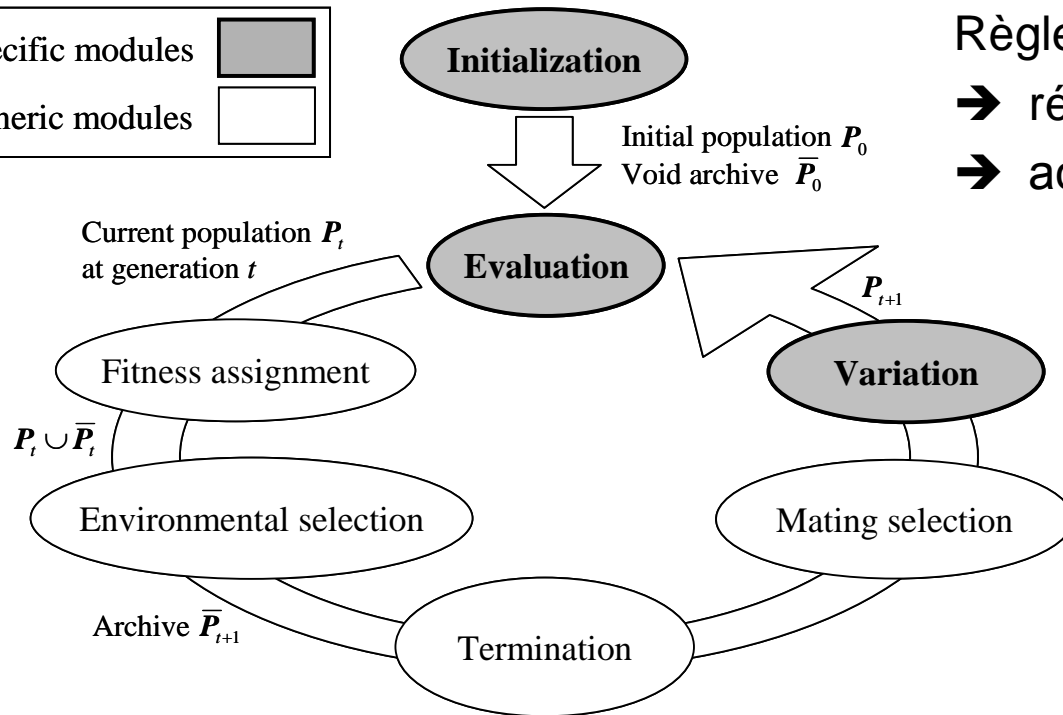 ecific modules
neric modules
Initialization
Initial population P₀
Void archive P̅₀
Règle
➔ ré
➔ ac
Current population Pₜ
at generation t
Evaluation
Pₜ₊₁
Fitness assignment
Variation
Pₜ ∪ P̅ₜ
Environmental selection
Mating selection
Archive P̅ₜ₊₁
Termination